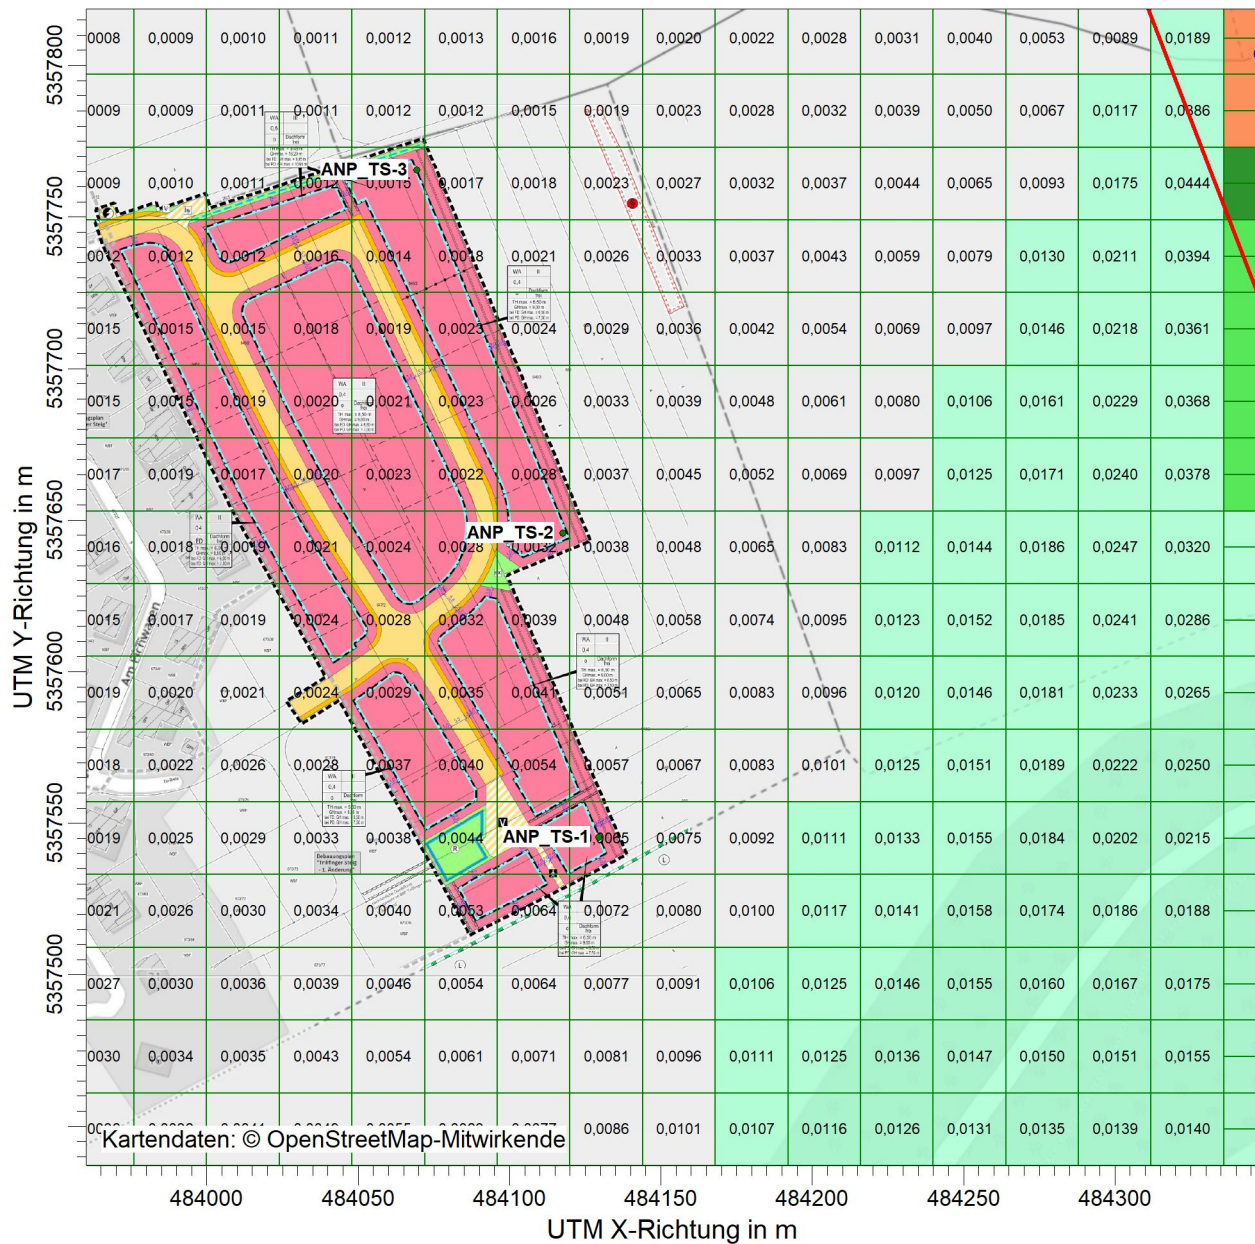 5357800
0008 0,0009 0,0010 0,0011 0,0012 0,0013 0,0016 0,0019 0,0020 0,0022 0,0028 0,0031 0,0040 0,0053 0,0089 0,0189
0009 0,0009 0,0011 0,0011 0,0012 0,0012 0,0015 0,0019 0,0023 0,0028 0,0032 0,0039 0,0050 0,0067 0,0117 0,0386
ANP_TS-3
5357750
0009 0,0010 0,0011 0,0012 0,0015 0,0017 0,0018 0,0023 0,0027 0,0032 0,0037 0,0044 0,0065 0,0093 0,0175 0,0444
0012 0,0012 0,0012 0,0016 0,0014 0,0018 0,0021 0,0026 0,0033 0,0037 0,0043 0,0059 0,0079 0,0130 0,0211 0,0394
5357700
0015 0,0015 0,0015 0,0018 0,0019 0,0023 0,0024 0,0029 0,0036 0,0042 0,0054 0,0069 0,0097 0,0146 0,0218 0,0361
0015 0,0015 0,0019 0,0020 0,0021 0,0023 0,0026 0,0033 0,0039 0,0048 0,0061 0,0080 0,0106 0,0161 0,0229 0,0368
5357650
0017 0,0019 0,0017 0,0020 0,0023 0,0022 0,0028 0,0037 0,0045 0,0052 0,0069 0,0097 0,0125 0,0171 0,0240 0,0378
ANP_TS-2
0016 0,0018 0,0019 0,0021 0,0024 0,0028 0,0032 0,0038 0,0048 0,0065 0,0083 0,0112 0,0144 0,0186 0,0247 0,0320
5357600
0015 0,0017 0,0019 0,0024 0,0028 0,0032 0,0039 0,0048 0,0058 0,0074 0,0095 0,0123 0,0152 0,0185 0,0241 0,0286
Am Eichwasen
0019 0,0020 0,0021 0,0024 0,0029 0,0035 0,0041 0,0051 0,0065 0,0083 0,0096 0,0120 0,0146 0,0181 0,0233 0,0265
0018 0,0022 0,0026 0,0028 0,0037 0,0040 0,0054 0,0057 0,0067 0,0083 0,0101 0,0125 0,0151 0,0189 0,0222 0,0250
5357550
ANP_TS-1
0019 0,0025 0,0029 0,0033 0,0038 0,0044 0,0075 0,0092 0,0111 0,0133 0,0155 0,0184 0,0202 0,0215
0021 0,0026 0,0030 0,0034 0,0040 0,0053 0,0064 0,0072 0,0080 0,0100 0,0117 0,0141 0,0158 0,0174 0,0186 0,0188
5357500
0027 0,0030 0,0036 0,0039 0,0046 0,0054 0,0064 0,0077 0,0091 0,0106 0,0125 0,0146 0,0155 0,0160 0,0167 0,0175
0030 0,0034 0,0035 0,0043 0,0054 0,0061 0,0071 0,0081 0,0096 0,0111 0,0125 0,0136 0,0147 0,0150 0,0151 0,0155
0,0086 0,0101 0,0107 0,0116 0,0126 0,0131 0,0135 0,0139 0,0140
Kartendaten: © OpenStreetMap-Mitwirkende
484000 484050 484100 484150 484200 484250 484300
UTM X-Richtung in m
UTM Y-Richtung in m